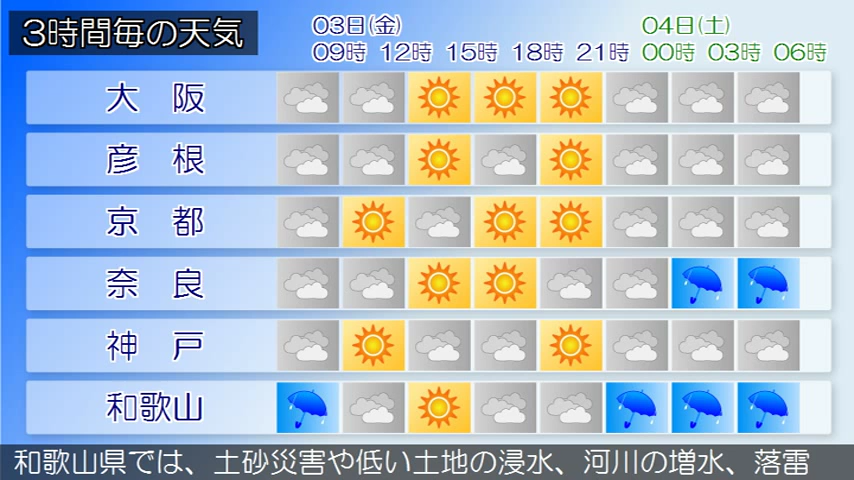 3時間毎の天気
03日(金) 04日(土)
09時 12時 15時 18時 21時 00時 03時 06時
大 阪
彦 根
京 都
奈 良
神 戸
和歌山
和歌山県では、土砂災害や低い土地の浸水、河川の増水、落雷